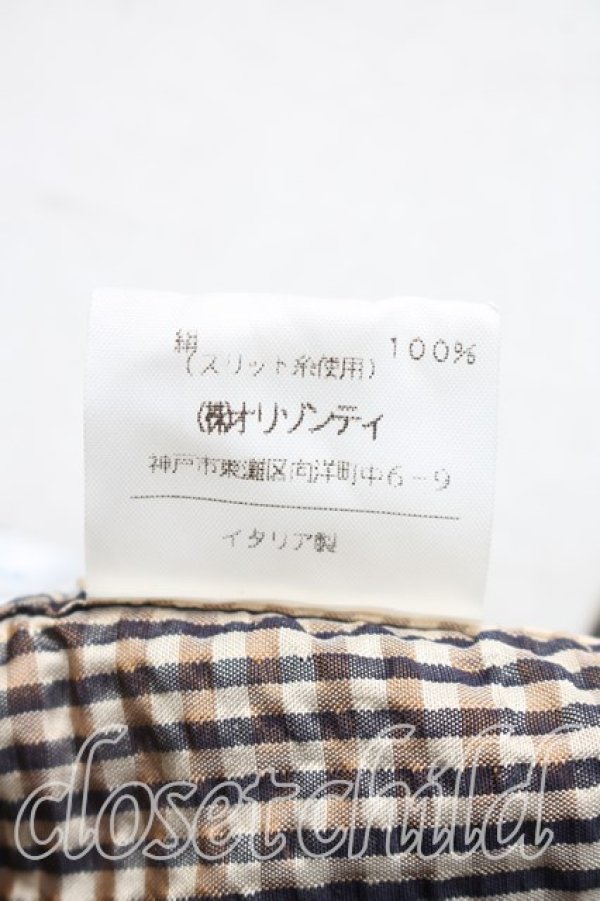 絹 100%
(スリット糸使用)
㈱オリゾンティ
神戸市東灘区向洋町中6-9
イタリア製
closet child